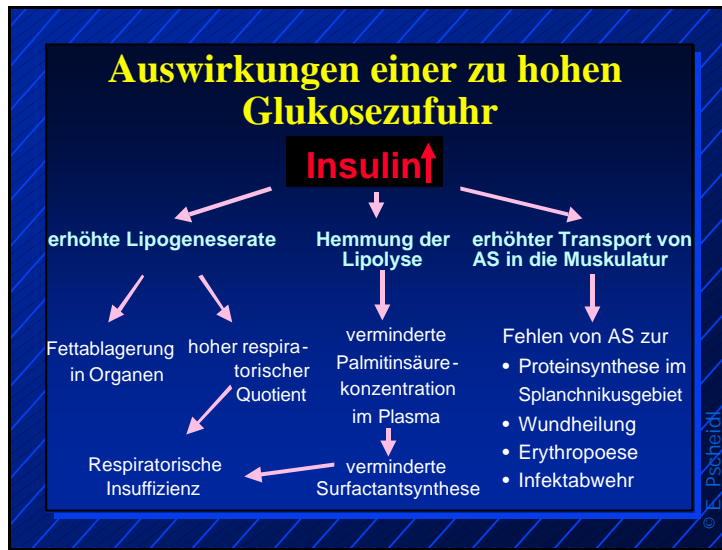 Auswirkungen einer zu hohen
Glukosezufuhr
Insulin
erhöhte Lipogeneserate
Hemmung der
Lipolyse
erhöhter Transport von
AS in die Muskulatur
Fettablagerung
in Organen
hoher respira-
torischer
Quotient
verminderte
Palmitinsäure-
konzentration
im Plasma
Fehlen von AS zur
• Proteinsynthese im
Splanchnikusgebiet
• Wundheilung
• Erythropoese
• Infektabwehr
Respiratorische
Insuffizienz
verminderte
Surfactantsynthese
© E. Pscheidl